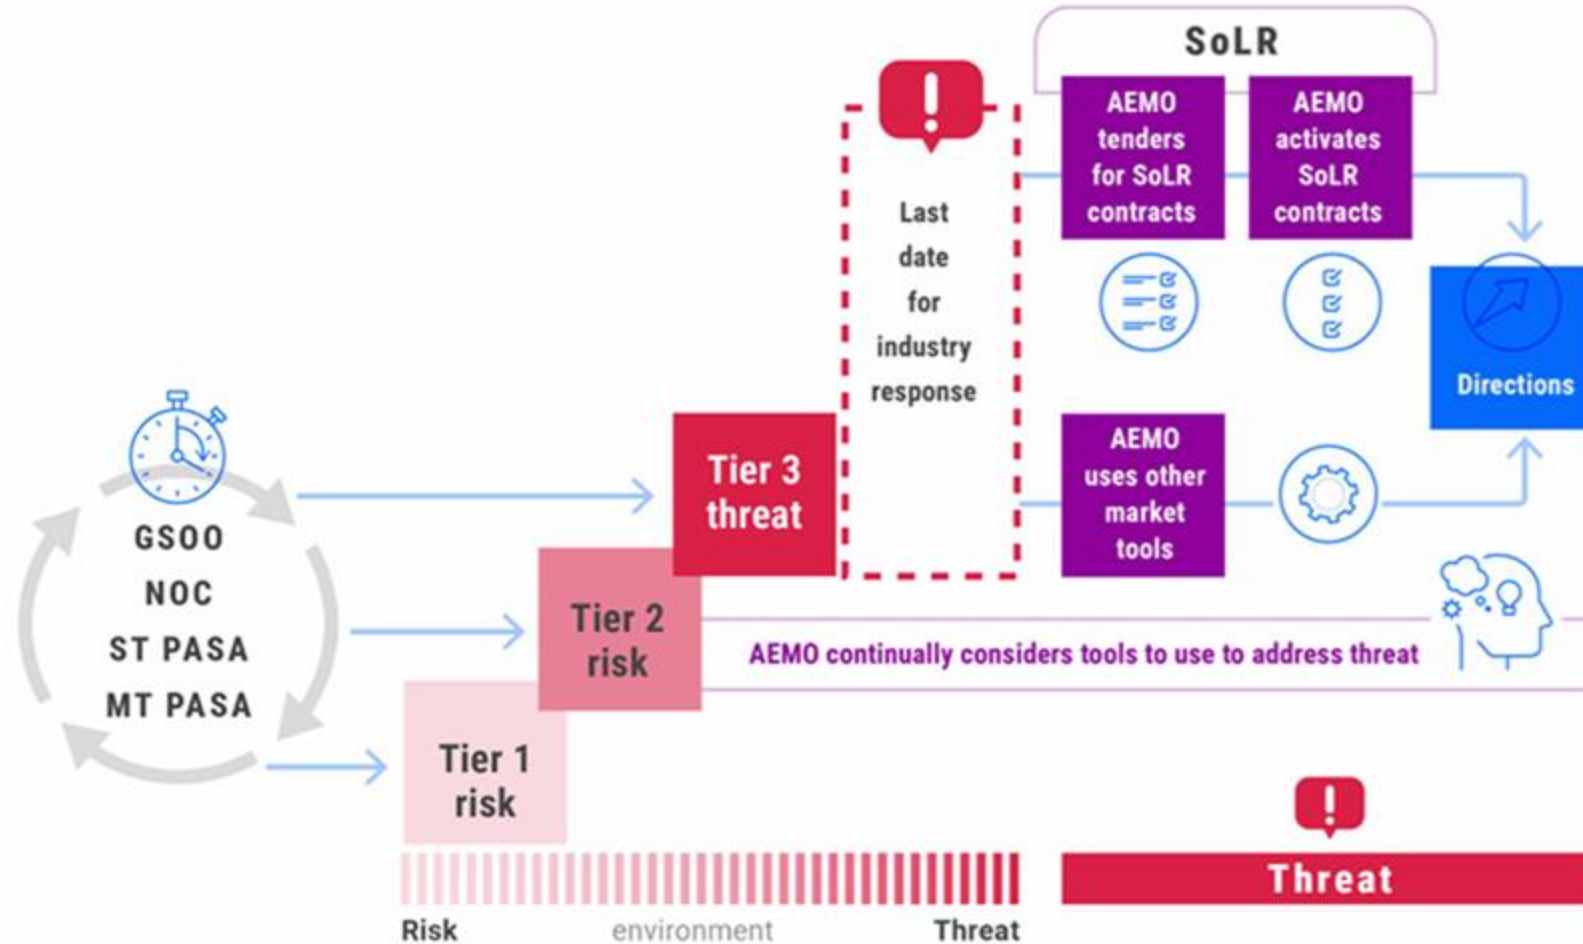 SoLR
AEMO
tenders
for SoLR
contracts
AEMO
activates
SoLR
contracts
Last
date
for
industry
response
Directions
AEMO
uses other
market
tools
Tier 3
threat
GSOO
NOC
ST PASA
MT PASA
Tier 2
risk
AEMO continually considers tools to use to address threat
Tier 1
risk
Threat
Risk
environment
Threat